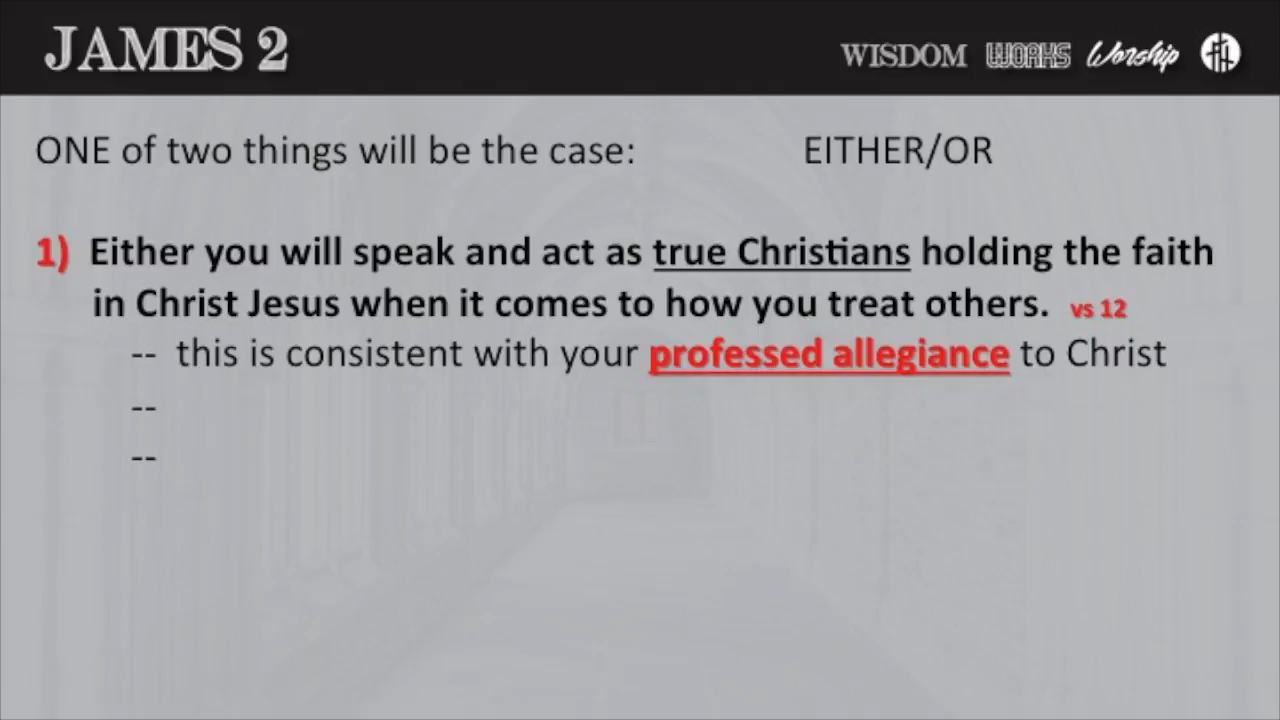 JAMES 2
WISDOM WORKS Worship
ONE of two things will be the case: EITHER/OR
1) Either you will speak and act as true Christians holding the faith
in Christ Jesus when it comes to how you treat others. vs 12
-- this is consistent with your professed allegiance to Christ
--
--